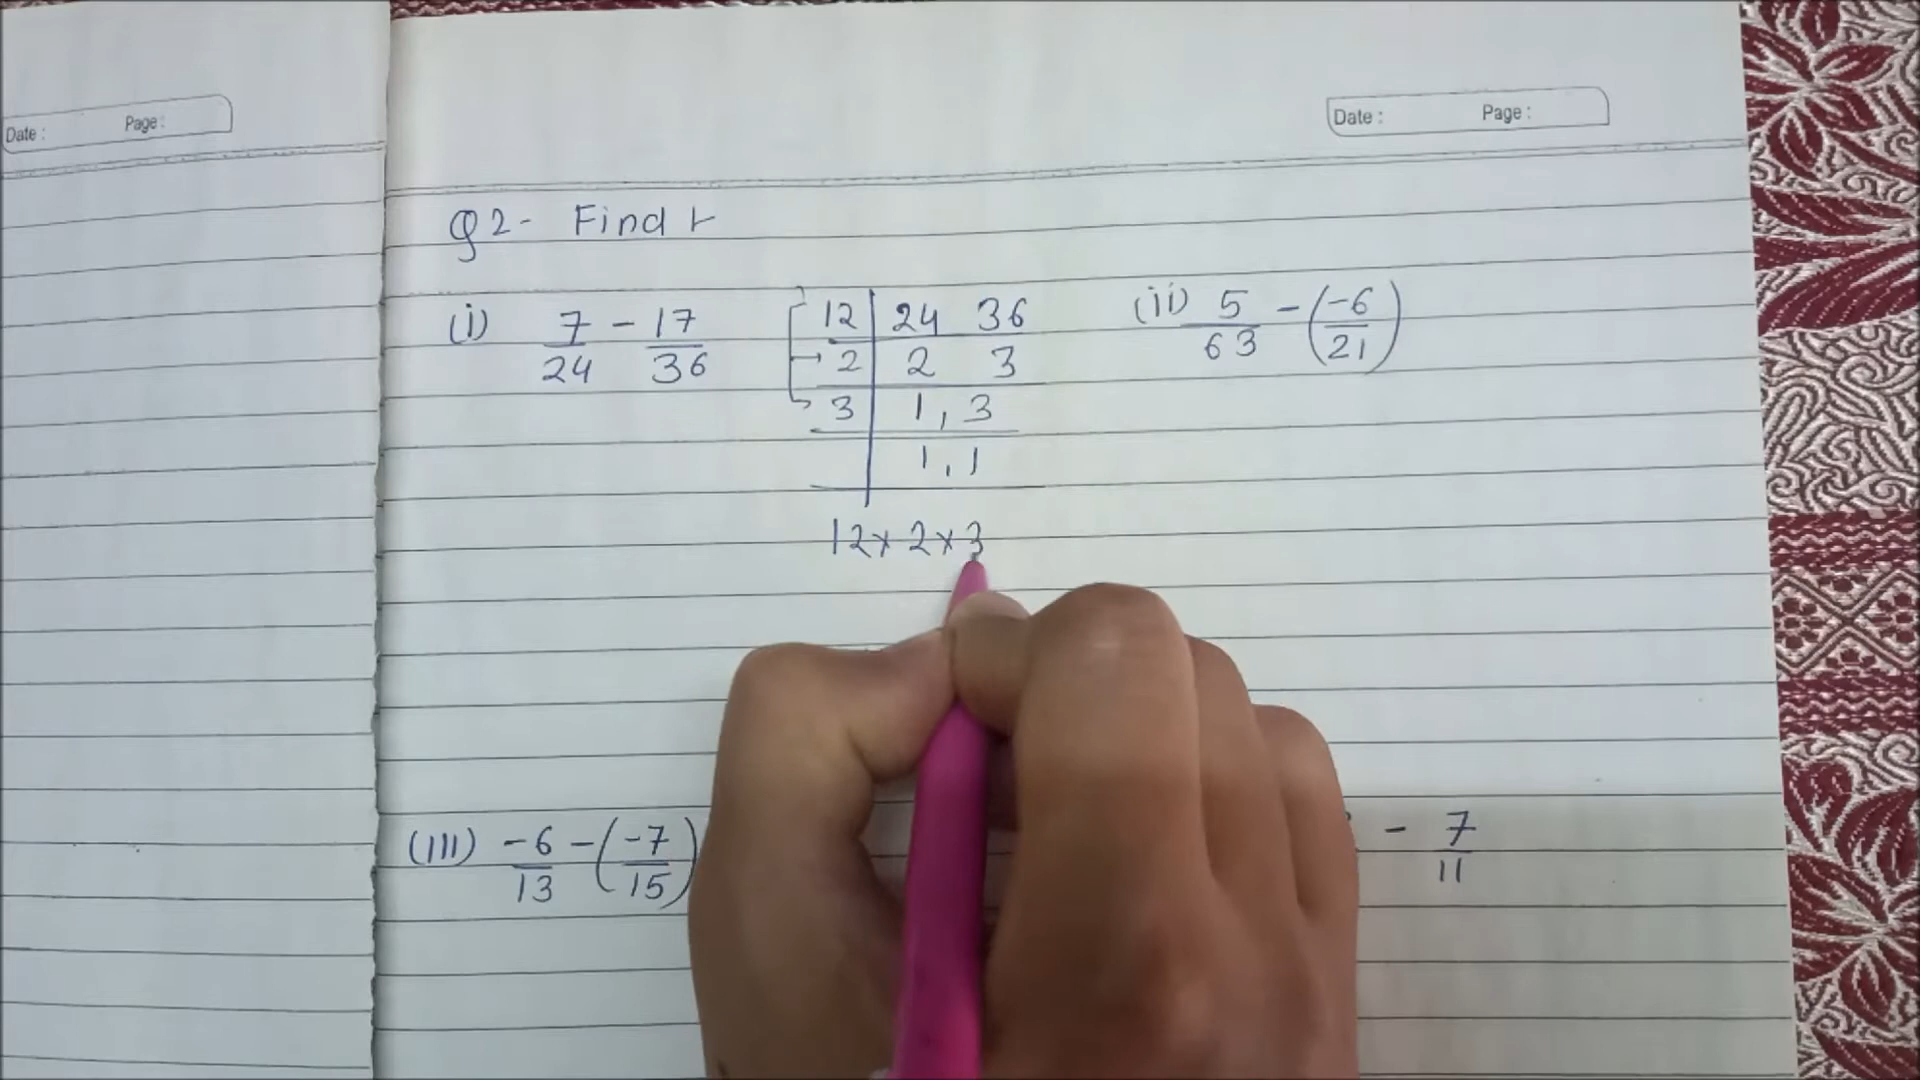 Date : Page :
Date : Page :
Q2- Find
(i) 7/24 - 17/36
12 | 24 36
2 | 2 3
3 | 1, 3
1, 1
12 × 2 × 3
(ii) 5/63 - (-6/21)
(iii) -6/13 - (-7/15)
- 7/11